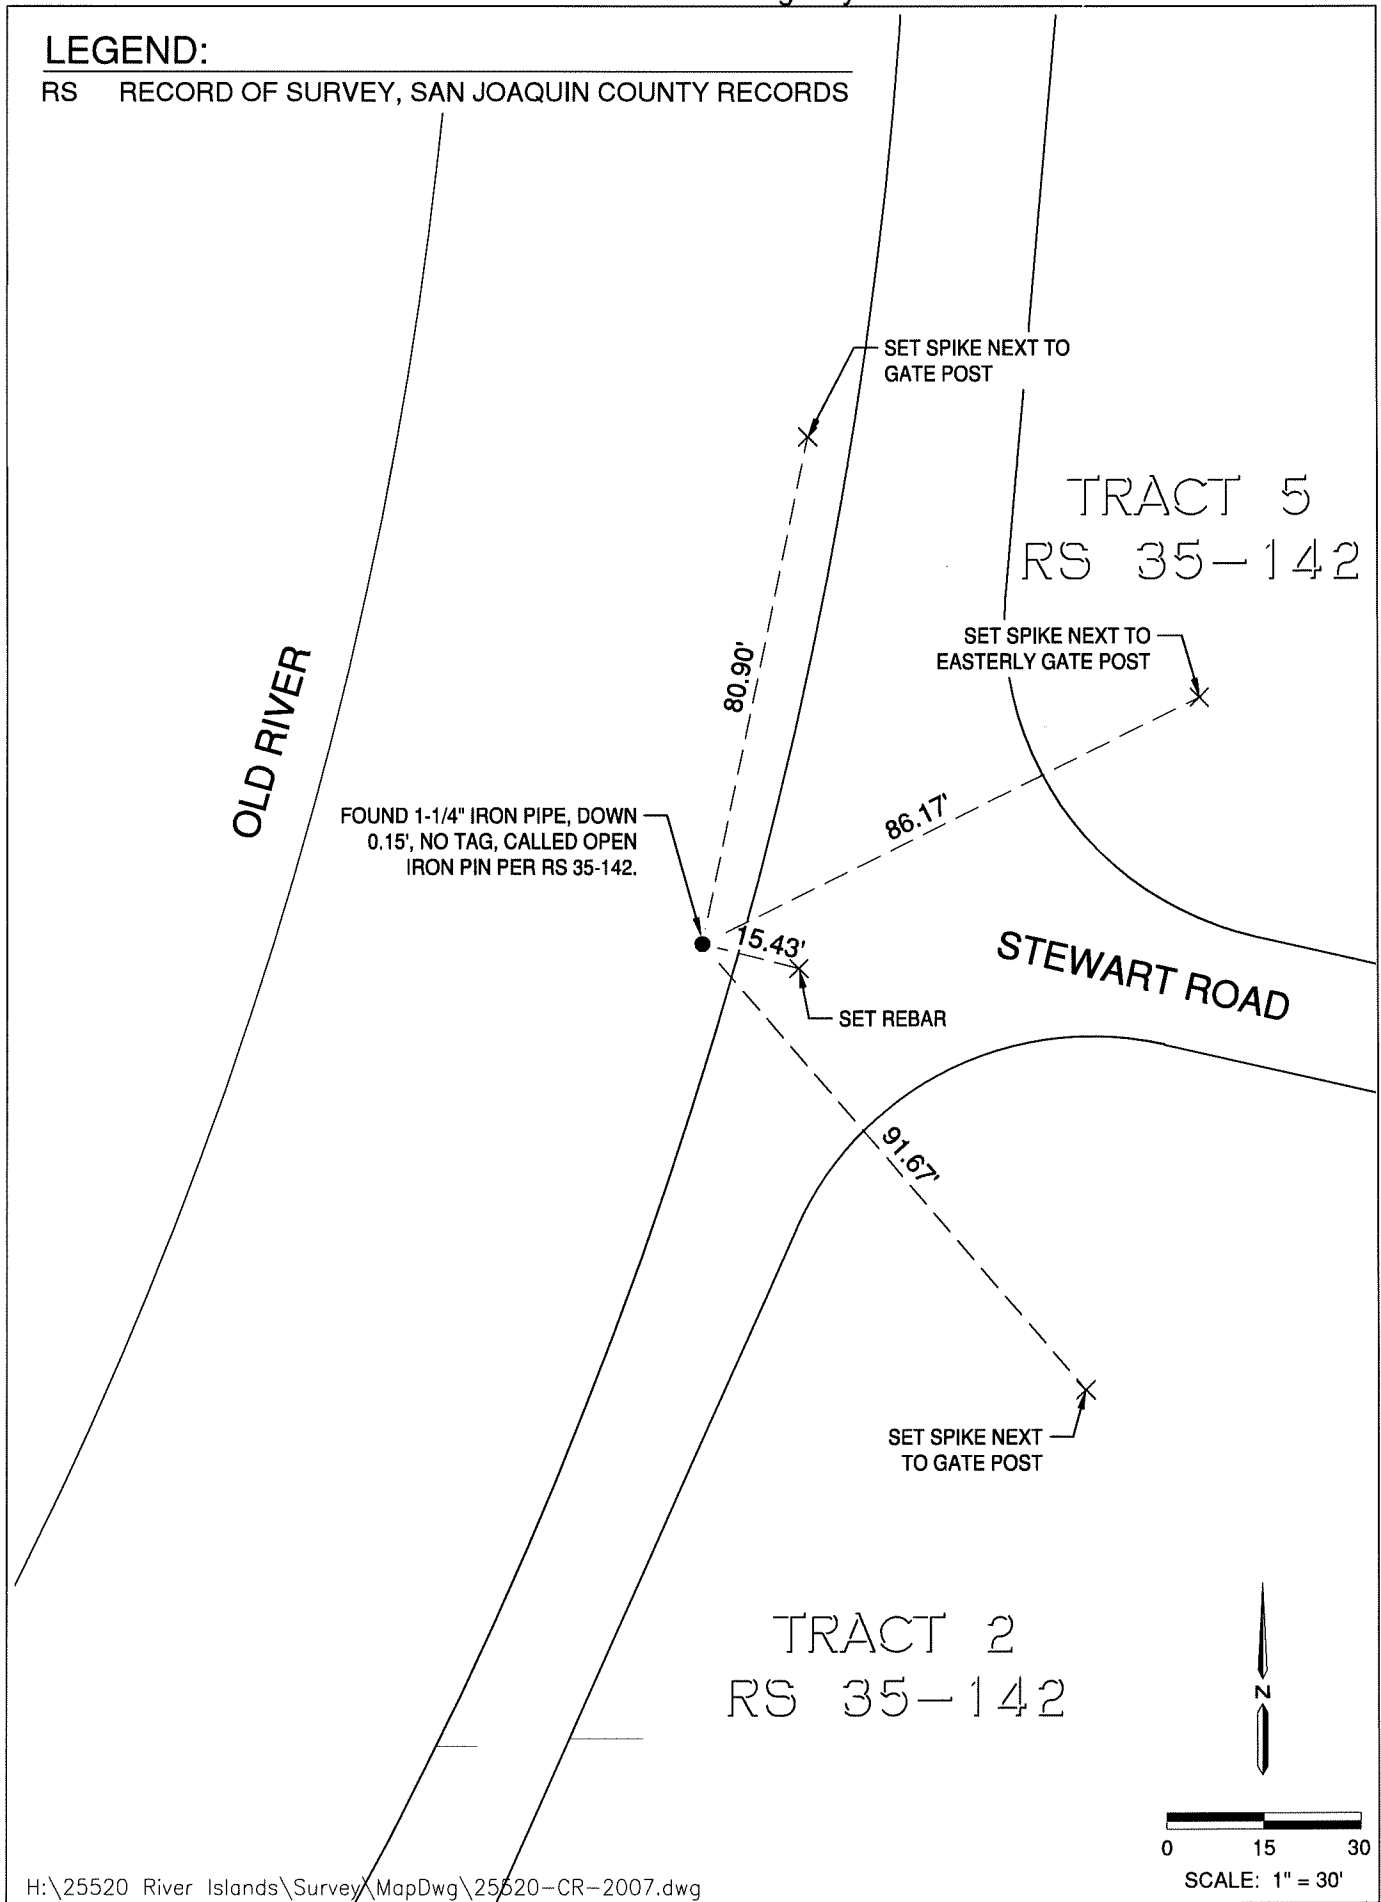 LEGEND:
RS RECORD OF SURVEY, SAN JOAQUIN COUNTY RECORDS
SET SPIKE NEXT TO
GATE POST
TRACT 5
RS 35-142
SET SPIKE NEXT TO
EASTERLY GATE POST
80.90'
OLD RIVER
86.17'
FOUND 1-1/4" IRON PIPE, DOWN
0.15', NO TAG, CALLED OPEN
IRON PIN PER RS 35-142.
15.43'
STEWART ROAD
SET REBAR
91.67'
SET SPIKE NEXT
TO GATE POST
TRACT 2
RS 35-142
N
0 15 30
SCALE: 1" = 30'
H:\25520 River Islands\Survey\MapDwg\25520-CR-2007.dwg